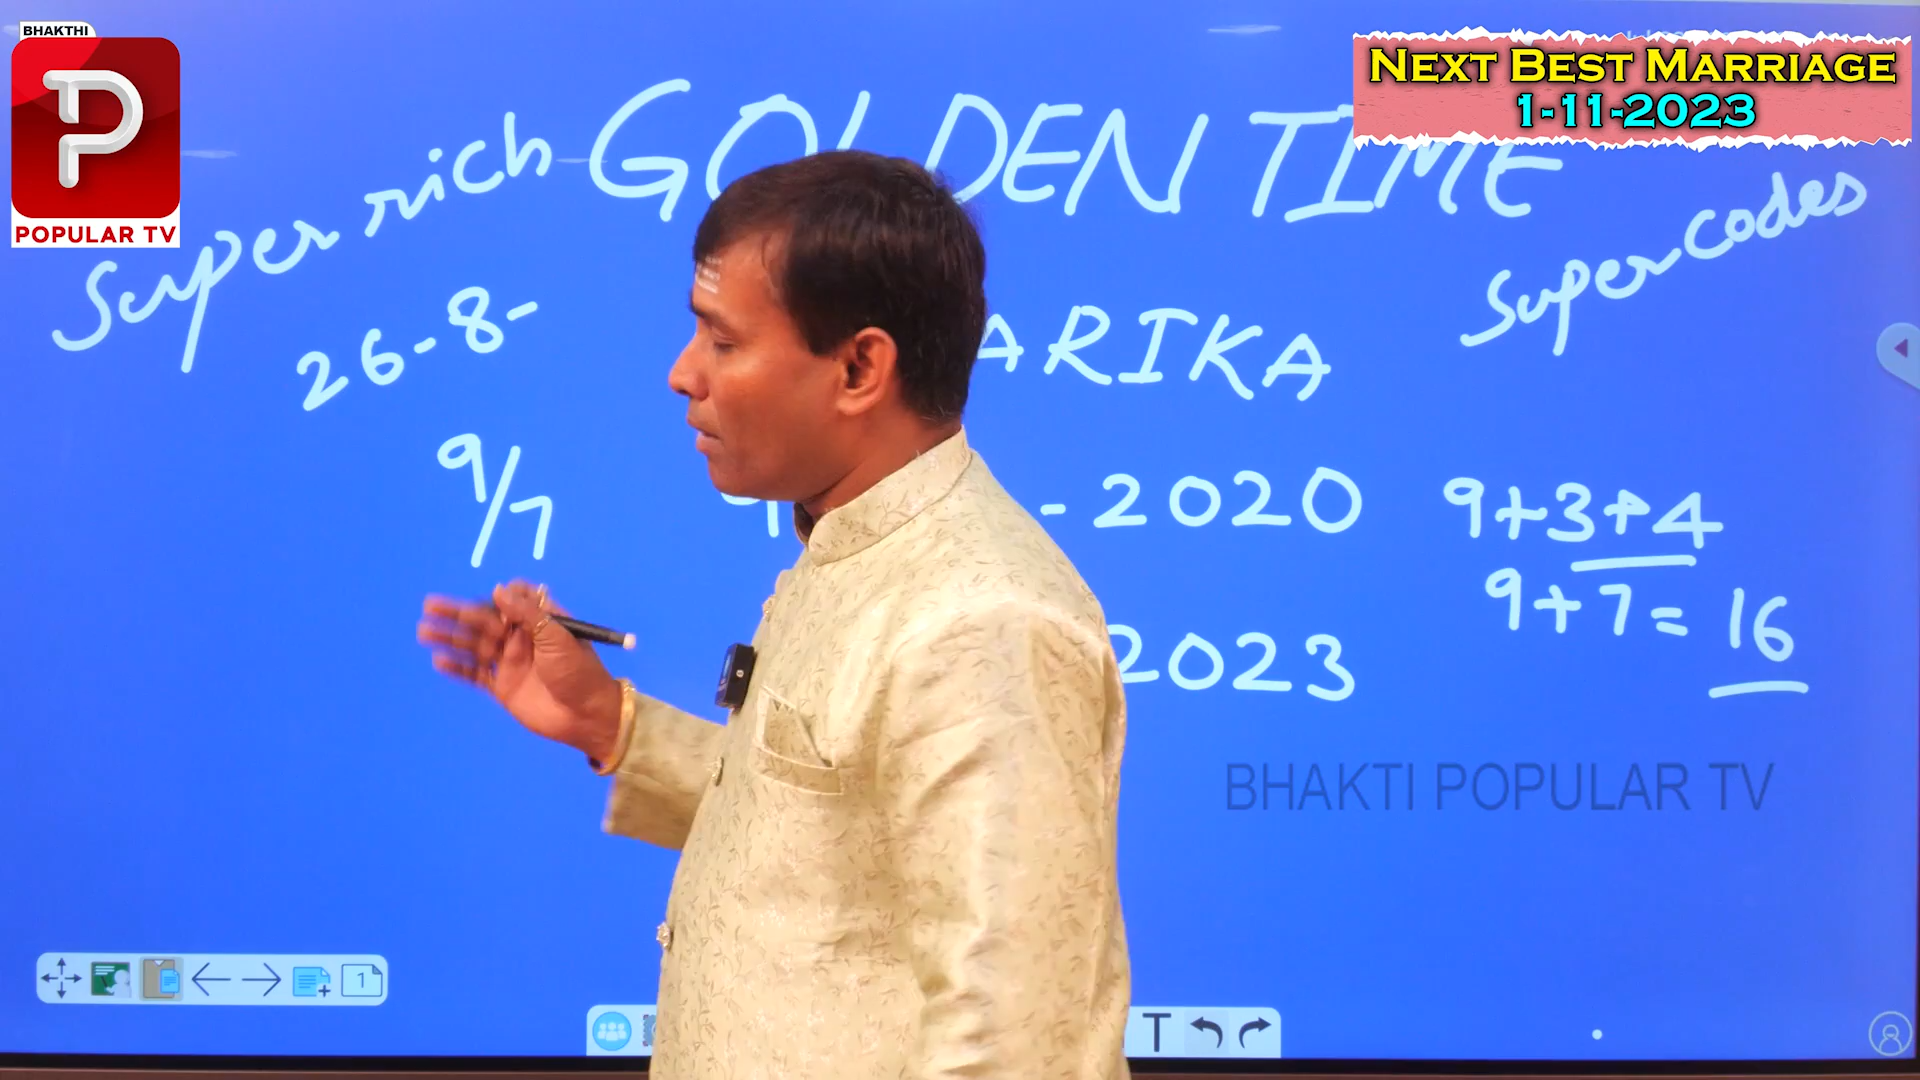 BHAKTHI
P
POPULAR TV
NEXT BEST MARRIAGE
1-11-2023
Super rich GOLDEN TIME
Super codes
26-8-
ARIKA
9/7
- 2020
9+3+4
9+7= 16
2023
BHAKTI POPULAR TV
1
T